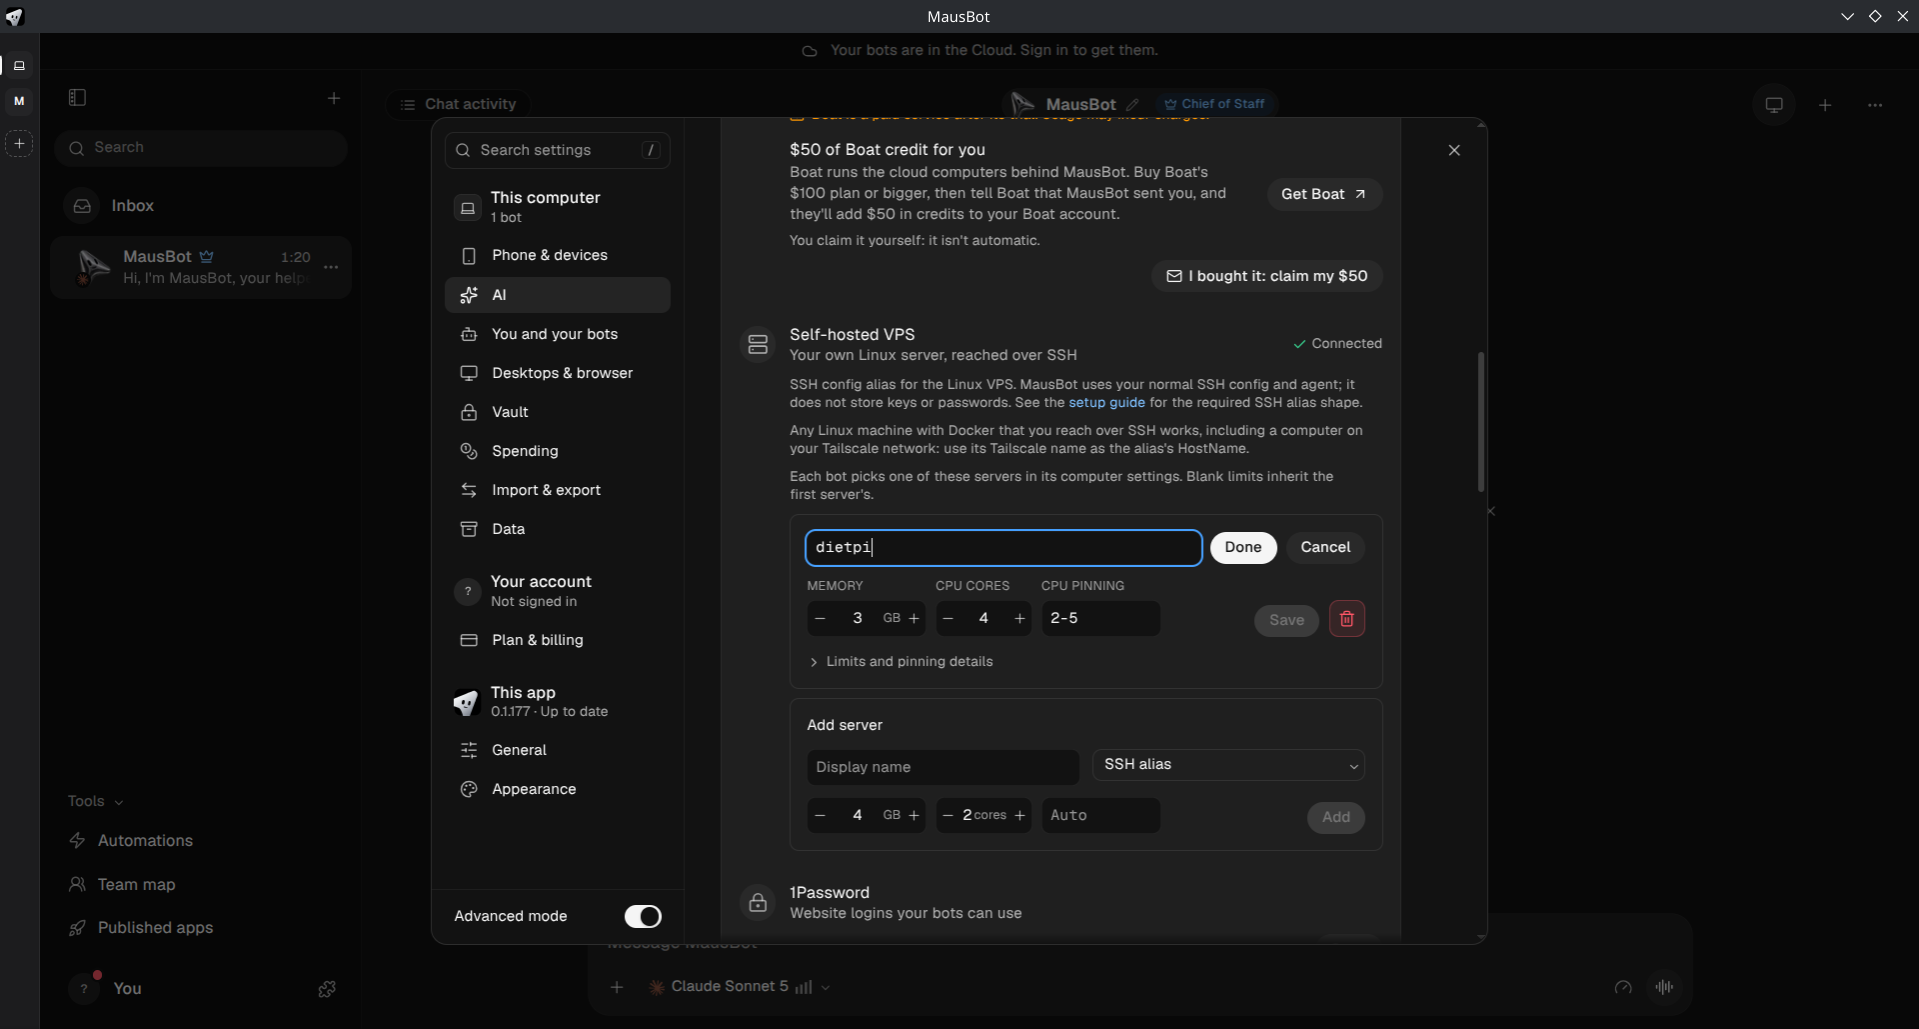 MausBot
Your bots are in the Cloud. Sign in to get them.
M
Chat activity
MausBot
Chief of Staff
Search
Inbox
MausBot
1:20
Hi, I'm MausBot, your help
Tools
Automations
Team map
Published apps
?
You
Search settings
/
This computer
1 bot
Phone & devices
AI
You and your bots
Desktops & browser
Vault
Spending
Import & export
Data
?
Your account
Not signed in
Plan & billing
This app
0.1.177 · Up to date
General
Appearance
Advanced mode
$50 of Boat credit for you
Boat runs the cloud computers behind MausBot. Buy Boat's
$100 plan or bigger, then tell Boat that MausBot sent you, and
they'll add $50 in credits to your Boat account.
Get Boat
You claim it yourself: it isn't automatic.
I bought it: claim my $50
Self-hosted VPS
Your own Linux server, reached over SSH
Connected
SSH config alias for the Linux VPS. MausBot uses your normal SSH config and agent; it
does not store keys or passwords. See the setup guide for the required SSH alias shape.
Any Linux machine with Docker that you reach over SSH works, including a computer on
your Tailscale network: use its Tailscale name as the alias's HostName.
Each bot picks one of these servers in its computer settings. Blank limits inherit the
first server's.
dietpi
Done
Cancel
MEMORY
CPU CORES
CPU PINNING
3 GB
4
2-5
Save
Limits and pinning details
Add server
Display name
SSH alias
4 GB
2 cores
Auto
Add
1Password
Website logins your bots can use
Message MausBot
Claude Sonnet 5